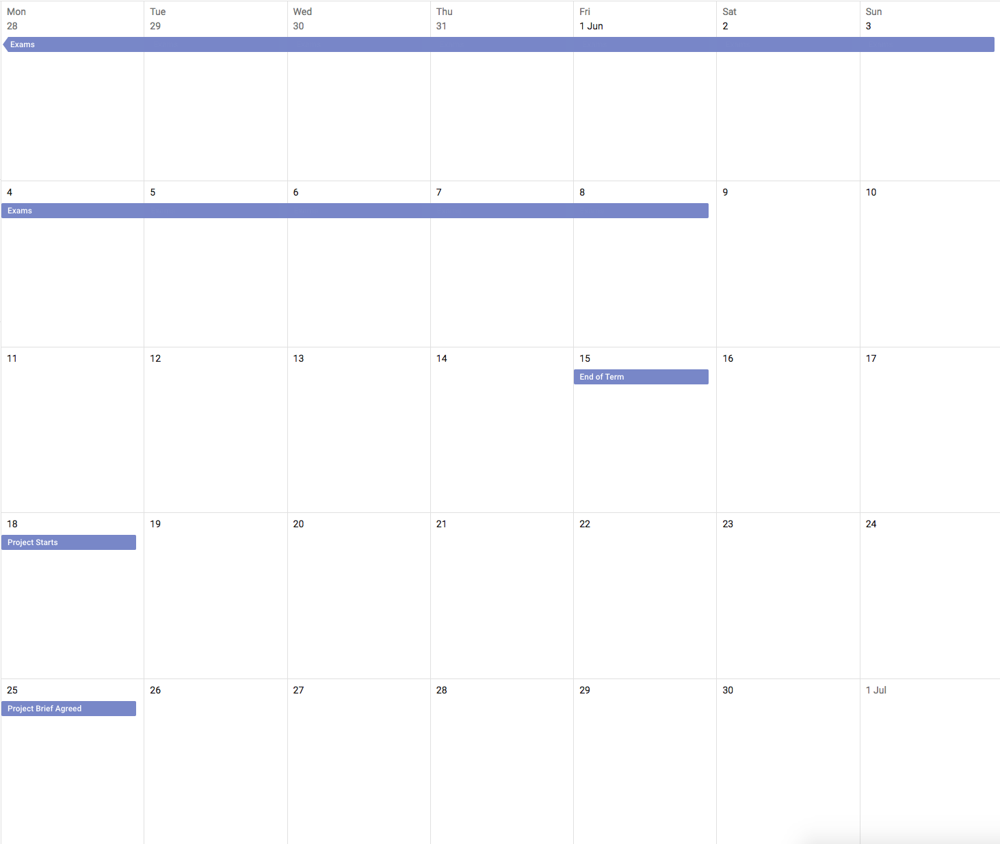 Mon Tue Wed Thu Fri Sat Sun
28 29 30 31 1 Jun 2 3
Exams
4 5 6 7 8 9 10
Exams
11 12 13 14 15 16 17
End of Term
18 19 20 21 22 23 24
Project Starts
25 26 27 28 29 30 1 Jul
Project Brief Agreed